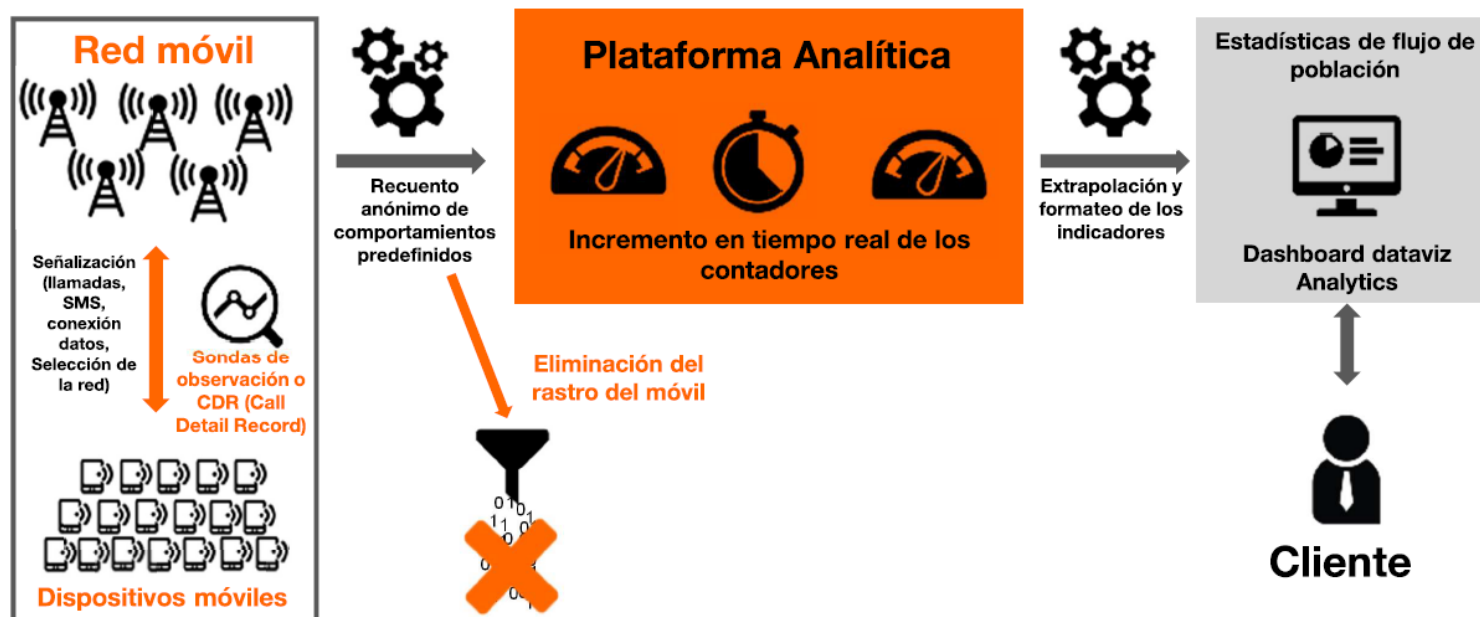 Red móvil
Señalización
(llamadas,
SMS,
conexión
datos,
Selección de
la red)
Sondas de
observación o
CDR (Call
Detail Record)
Dispositivos móviles
Recuento
anónimo de
comportamientos
predefinidos
Eliminación del
rastro del móvil
Plataforma Analítica
Incremento en tiempo real de los
contadores
Extrapolación y
formateo de los
indicadores
Estadísticas de flujo de
población
Dashboard dataviz
Analytics
Cliente